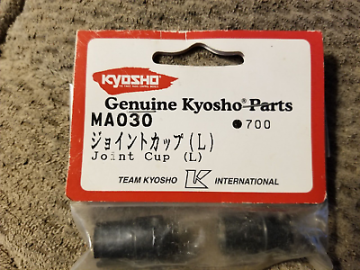 KYOSHO
Genuine Kyosho® Parts
MA030 ●700
ジョイントカップ(L)
Joint Cup (L)
TEAM KYOSHO K INTERNATIONAL